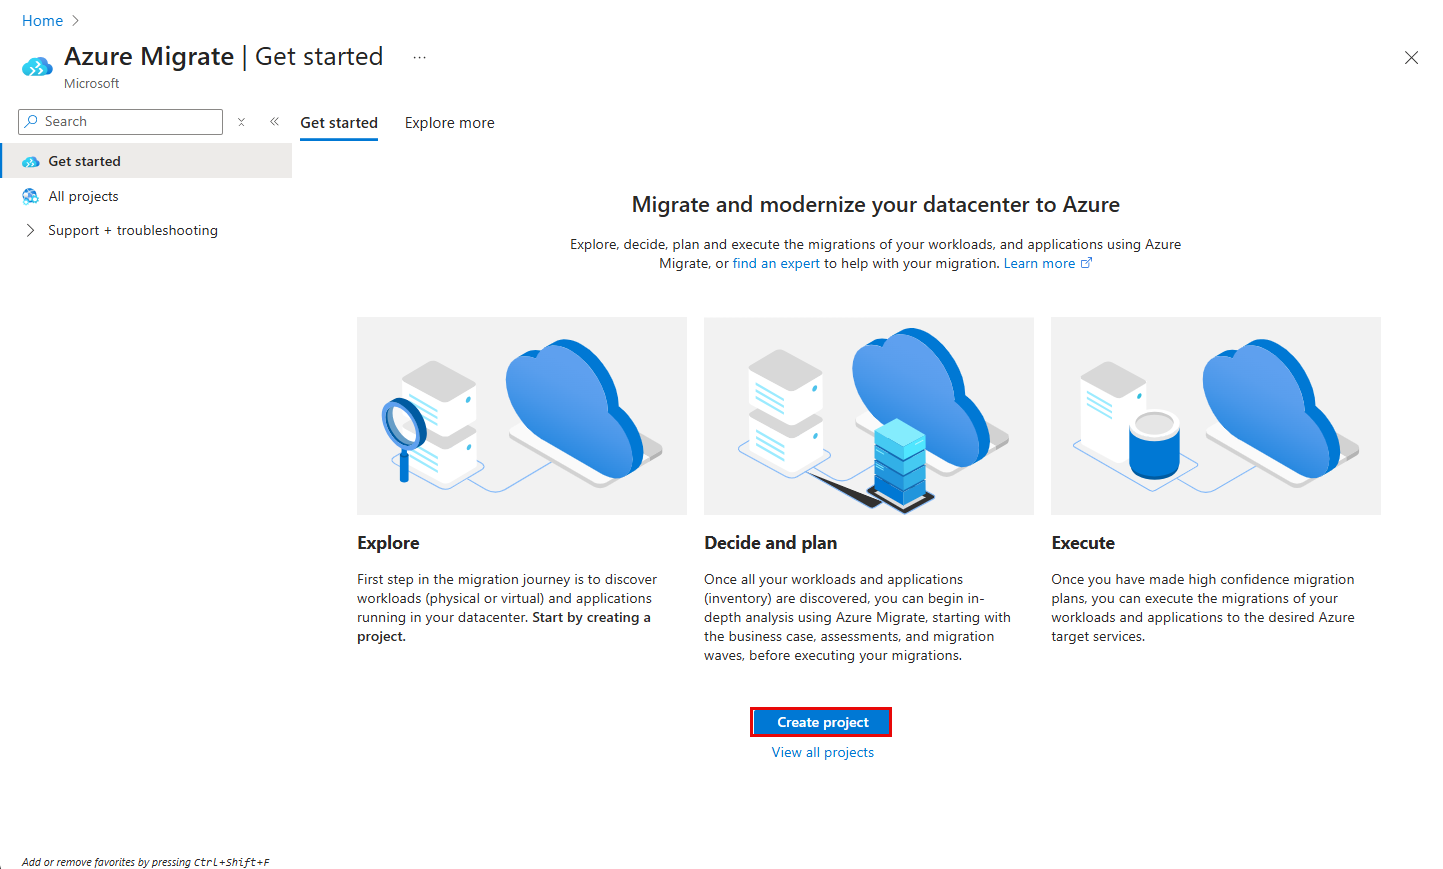 Home
Azure Migrate | Get started
Microsoft
Search
Get started
Explore more
Get started
All projects
Support + troubleshooting
Migrate and modernize your datacenter to Azure
Explore, decide, plan and execute the migrations of your workloads, and applications using Azure
Migrate, or find an expert to help with your migration. Learn more
Explore
First step in the migration journey is to discover
workloads (physical or virtual) and applications
running in your datacenter. Start by creating a
project.
Decide and plan
Once all your workloads and applications
(inventory) are discovered, you can begin in-
depth analysis using Azure Migrate, starting with
the business case, assessments, and migration
waves, before executing your migrations.
Execute
Once you have made high confidence migration
plans, you can execute the migrations of your
workloads and applications to the desired Azure
target services.
Create project
View all projects
Add or remove favorites by pressing Ctrl+Shift+F